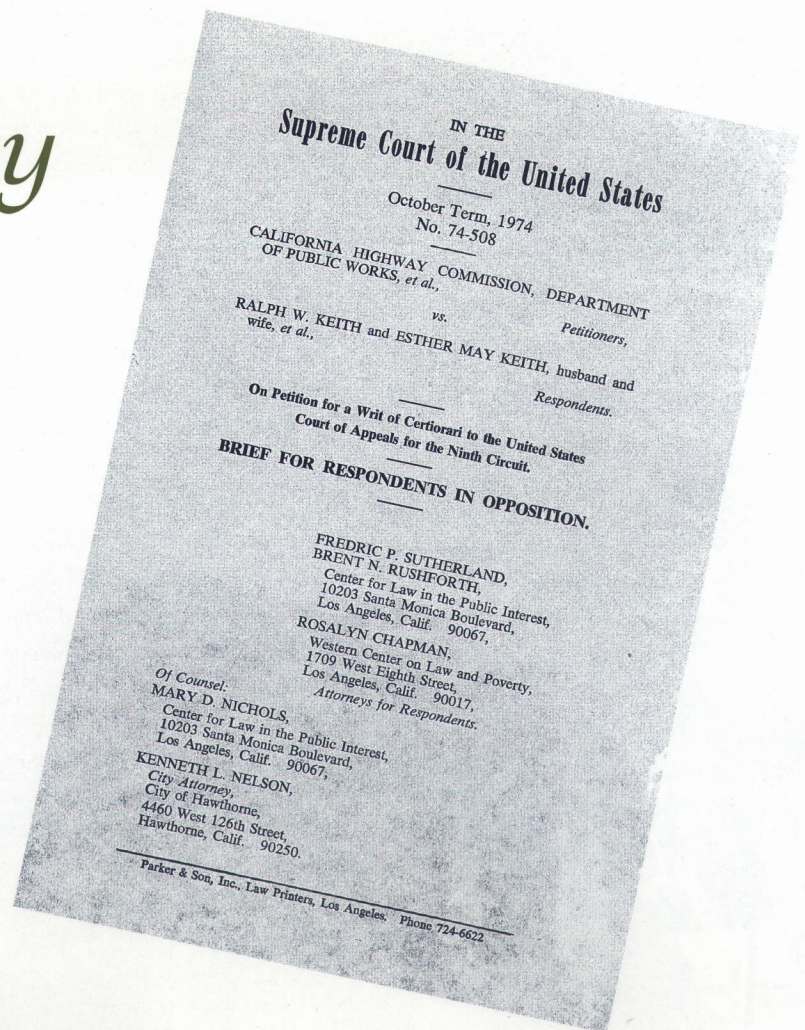 y
IN THE
Supreme Court of the United States
October Term, 1974
No. 74-508
CALIFORNIA HIGHWAY COMMISSION, DEPARTMENT
OF PUBLIC WORKS, et al.,
Petitioners,
vs.
RALPH W. KEITH and ESTHER MAY KEITH, husband and
wife, et al.,
Respondents.
On Petition for a Writ of Certiorari to the United States
Court of Appeals for the Ninth Circuit.
BRIEF FOR RESPONDENTS IN OPPOSITION.
FREDRIC P. SUTHERLAND,
BRENT N. RUSHFORTH,
Center for Law in the Public Interest,
10203 Santa Monica Boulevard,
Los Angeles, Calif. 90067,
ROSALYN CHAPMAN,
Western Center on Law and Poverty,
1709 West Eighth Street,
Los Angeles, Calif. 90017,
Attorneys for Respondents.
Of Counsel:
MARY D. NICHOLS,
Center for Law in the Public Interest,
10203 Santa Monica Boulevard,
Los Angeles, Calif. 90067,
KENNETH L. NELSON,
City Attorney,
City of Hawthorne,
4460 West 126th Street,
Hawthorne, Calif. 90250.
Parker & Son, Inc., Law Printers, Los Angeles. Phone 724-6622